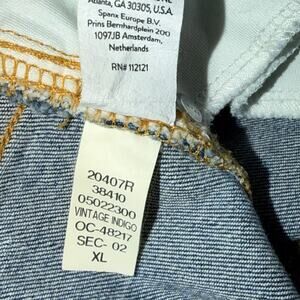 Atlanta, GA 30305, U.S.A.
Spanx Europe B.V.
Prins Bernhardplein 200
1097JB Amsterdam,
Netherlands
RN# 112121
20407R
38410
05022300
VINTAGE INDIGO
OC-48217
SEC- 02
XL